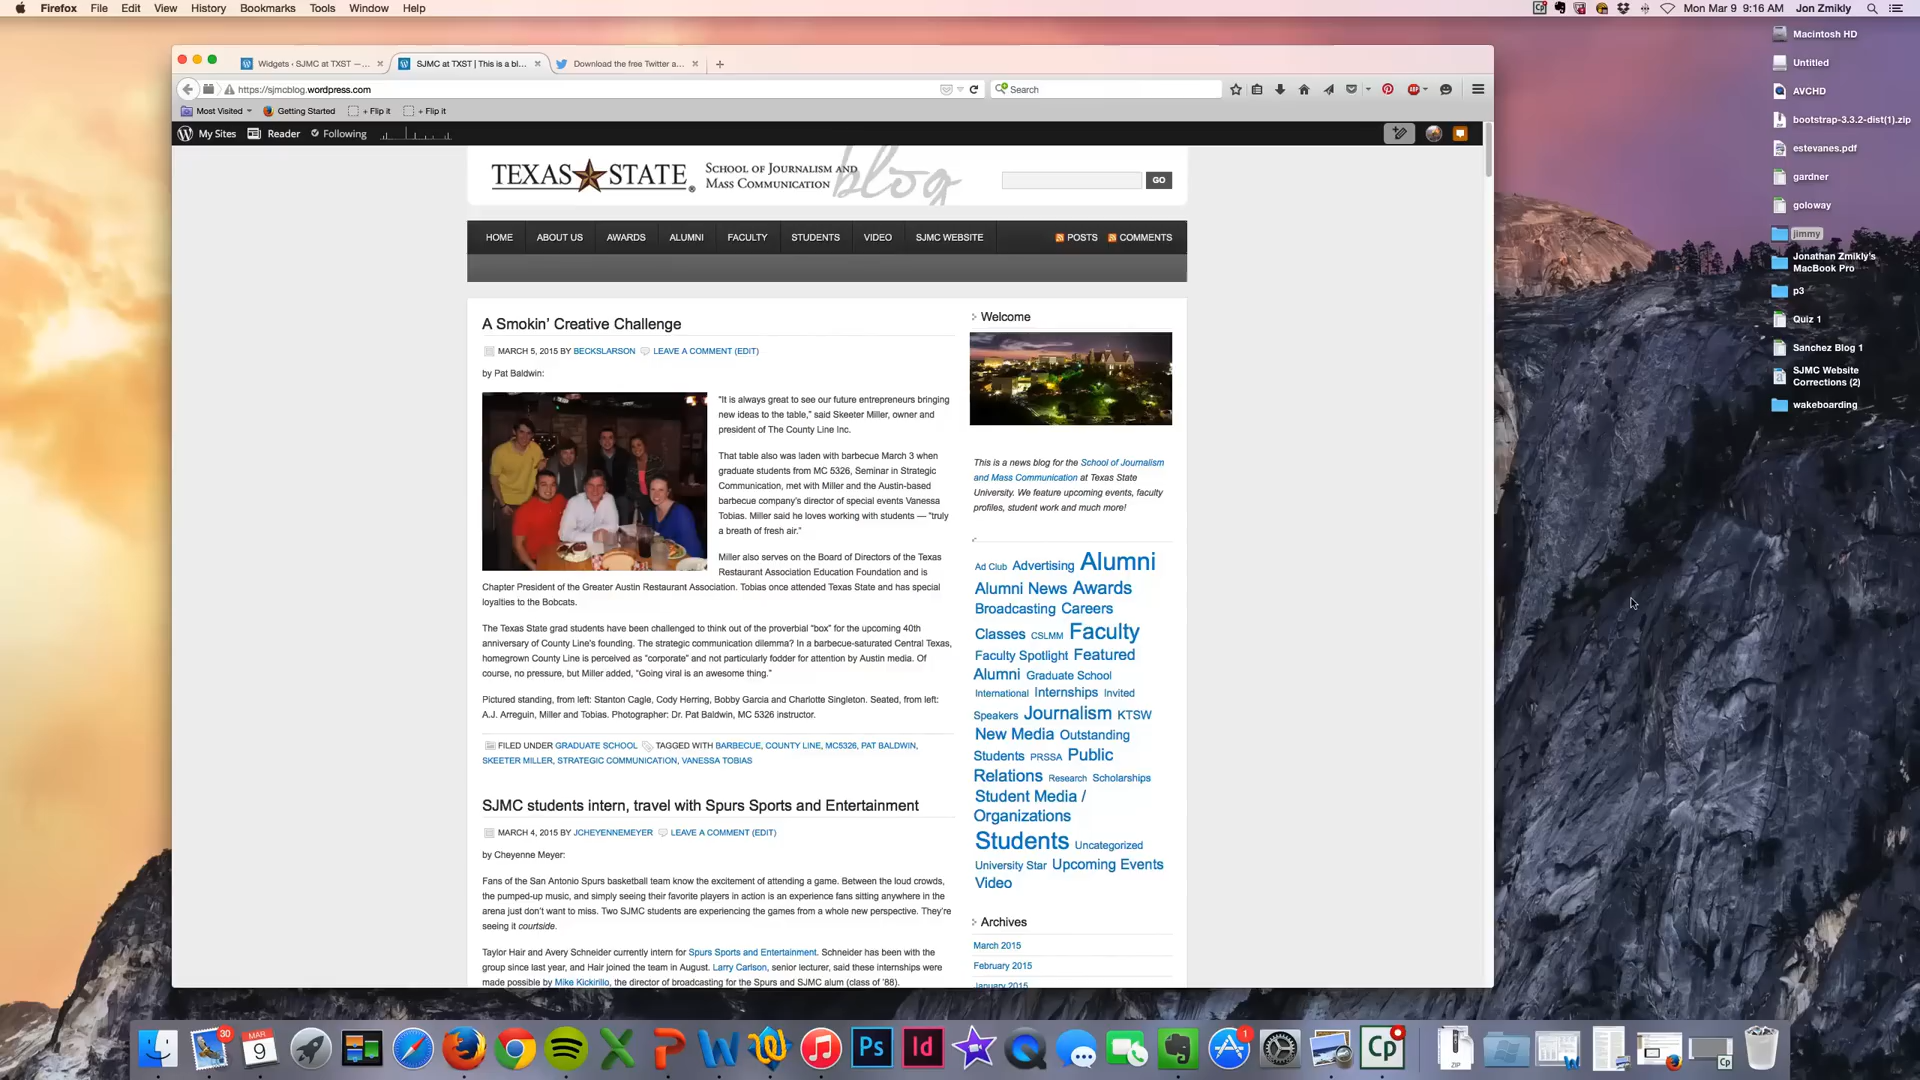 Firefox File Edit View History Bookmarks Tools Window Help
Mon Mar 9 9:16 AM Jon Zmikly
Widgets ‹ SJMC at TXST —...
SJMC at TXST | This is a bl...
Download the free Twitter a...
https://sjmcblog.wordpress.com
Search
Most Visited
Getting Started
+ Flip it
+ Flip it
My Sites
Reader
Following
TEXAS STATE
SCHOOL OF JOURNALISM AND
MASS COMMUNICATION
blog
GO
HOME ABOUT US AWARDS ALUMNI FACULTY STUDENTS VIDEO SJMC WEBSITE POSTS COMMENTS
A Smokin’ Creative Challenge
MARCH 5, 2015 BY BECKSLARSON LEAVE A COMMENT (EDIT)
by Pat Baldwin:
“It is always great to see our future entrepreneurs bringing
new ideas to the table,” said Skeeter Miller, owner and
president of The County Line Inc.
That table also was laden with barbecue March 3 when
graduate students from MC 5326, Seminar in Strategic
Communication, met with Miller and the Austin-based
barbecue company’s director of special events Vanessa
Tobias. Miller said he loves working with students — “truly
a breath of fresh air.”
Miller also serves on the Board of Directors of the Texas
Restaurant Association Education Foundation and is
Chapter President of the Greater Austin Restaurant Association. Tobias once attended Texas State and has special
loyalties to the Bobcats.
The Texas State grad students have been challenged to think out of the proverbial “box” for the upcoming 40th
anniversary of County Line’s founding. The strategic communication dilemma? In a barbecue-saturated Central Texas,
homegrown County Line is perceived as “corporate” and not particularly fodder for attention by Austin media. Of
course, no pressure, but Miller added, “Going viral is an awesome thing.”
Pictured standing, from left: Stanton Cagle, Cody Herring, Bobby Garcia and Charlotte Singleton. Seated, from left:
A.J. Arreguin, Miller and Tobias. Photographer: Dr. Pat Baldwin, MC 5326 instructor.
FILED UNDER GRADUATE SCHOOL TAGGED WITH BARBECUE, COUNTY LINE, MC5326, PAT BALDWIN,
SKEETER MILLER, STRATEGIC COMMUNICATION, VANESSA TOBIAS
SJMC students intern, travel with Spurs Sports and Entertainment
MARCH 4, 2015 BY JCHEYENNEMEYER LEAVE A COMMENT (EDIT)
by Cheyenne Meyer:
Fans of the San Antonio Spurs basketball team know the excitement of attending a game. Between the loud crowds,
the pumped-up music, and simply seeing their favorite players in action is an experience fans sitting anywhere in the
arena just don’t want to miss. Two SJMC students are experiencing the games from a whole new perspective. They’re
seeing it courtside.
Taylor Hair and Avery Schneider currently intern for Spurs Sports and Entertainment. Schneider has been with the
group since last year, and Hair joined the team in August. Larry Carlson, senior lecturer, said these internships were
made possible by Mike Kickirillo, the director of broadcasting for the Spurs and SJMC alum (class of ’88).
Welcome
This is a news blog for the School of Journalism
and Mass Communication at Texas State
University. We feature upcoming events, faculty
profiles, student work and much more!
Ad Club Advertising Alumni
Alumni News Awards
Broadcasting Careers
Classes CSLMM Faculty
Faculty Spotlight Featured
Alumni Graduate School
International Internships Invited
Speakers Journalism KTSW
New Media Outstanding
Students PRSSA Public
Relations Research Scholarships
Student Media /
Organizations
Students Uncategorized
University Star Upcoming Events
Video
Archives
March 2015
February 2015
January 2015
Macintosh HD
Untitled
AVCHD
bootstrap-3.3.2-dist(1).zip
estevanes.pdf
gardner
goloway
jimmy
Jonathan Zmikly's
MacBook Pro
p3
Quiz 1
Sanchez Blog 1
SJMC Website
Corrections (2)
wakeboarding
30
MAR
9
Ps
Id
1
Cp
ZIP
Cp